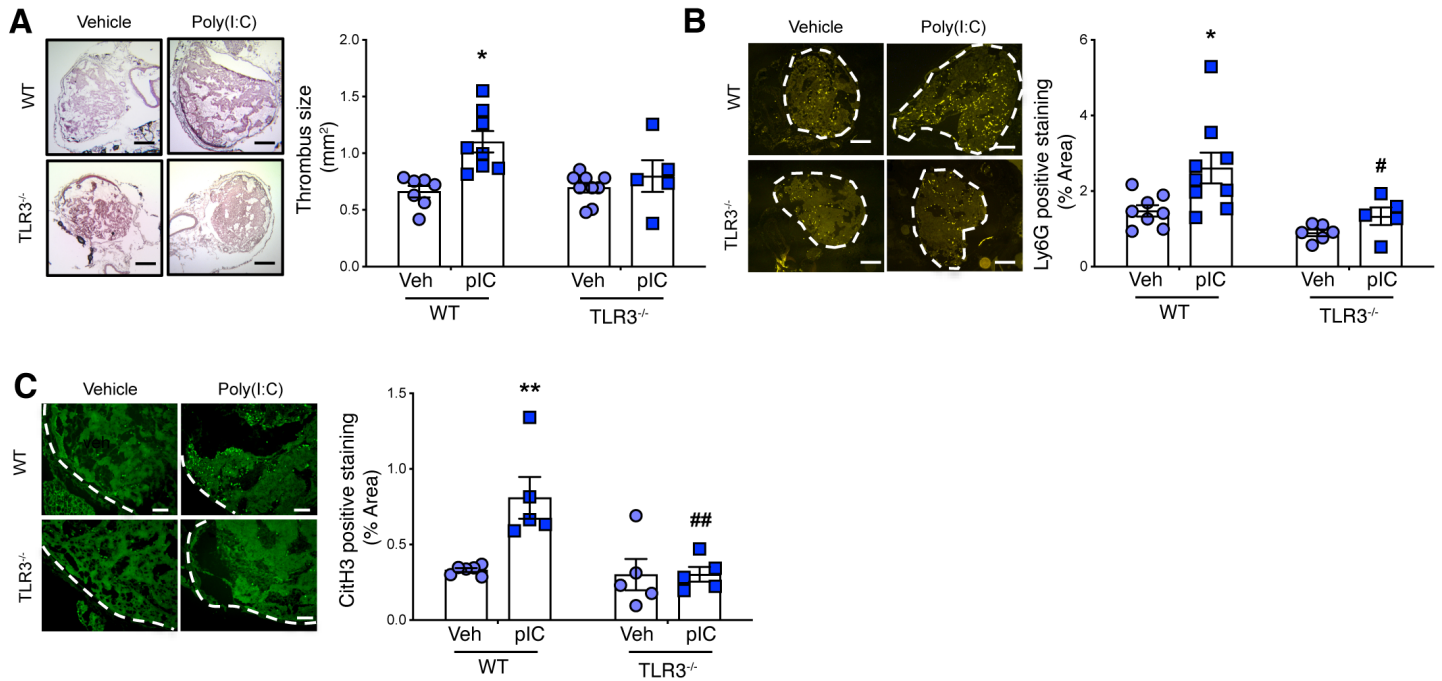 A
Vehicle
Poly(I:C)
WT
TLR3-/-
Thrombus size
(mm²)
2.0
1.5
1.0
0.5
0.0
*
Veh
pIC
Veh
pIC
WT
TLR3-/-
B
Vehicle
Poly(I:C)
WT
TLR3-/-
Ly6G positive staining
(% Area)
6
4
2
0
*
#
Veh
pIC
Veh
pIC
WT
TLR3-/-
C
Vehicle
Poly(I:C)
WT
TLR3-/-
veh
CitH3 positive staining
(% Area)
1.5
1.0
0.5
0.0
**
##
Veh
pIC
Veh
pIC
WT
TLR3-/-